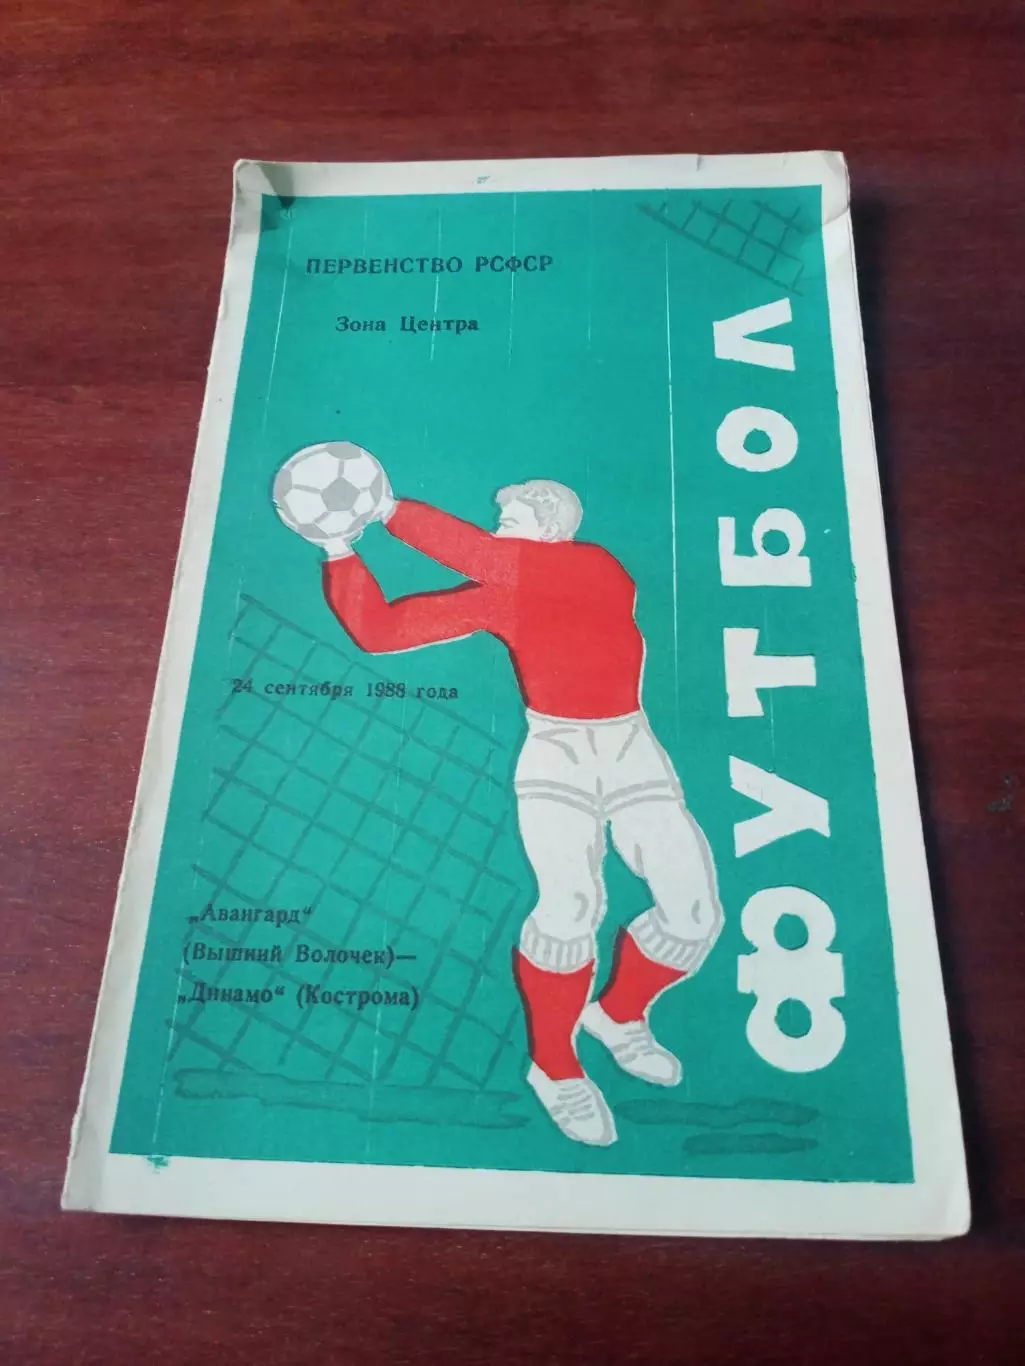 ПЕРВЕНСТВО РСФСР
Зона Центра
ФУТБОЛ
24 сентября 1988 года
„Авангард“
(Вышний Волочек)—
„Динамо“ (Кострома)